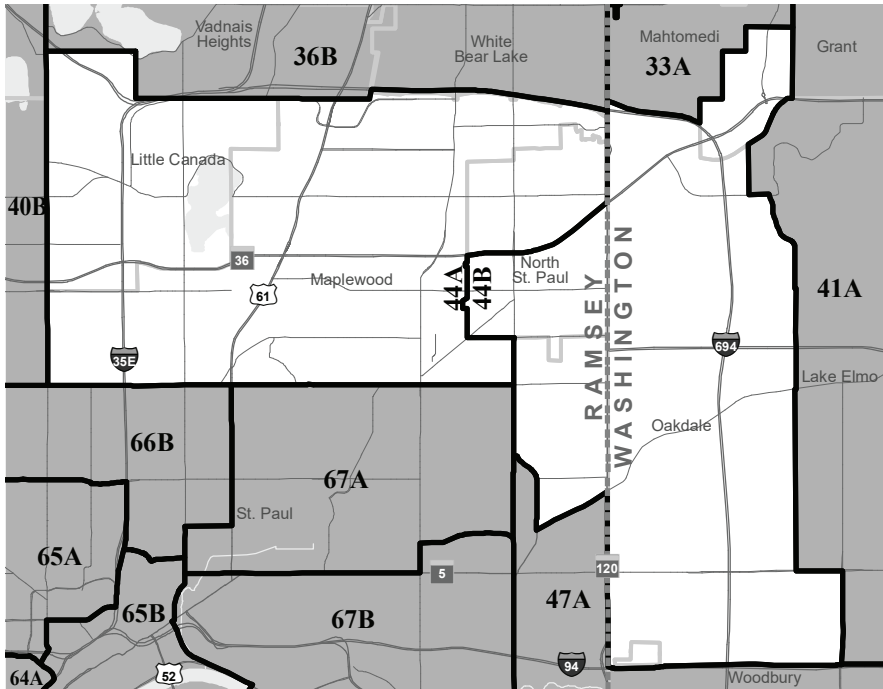 Vadnais
Heights
36B
White
Bear Lake
Mahtomedi
33A
Grant
Little Canada
40B
36
61
Maplewood
44A
44B
North
St. Paul
RAMSEY
WASHINGTON
41A
35E
694
Lake Elmo
Oakdale
66B
67A
St. Paul
65A
5
120
65B
67B
47A
64A
52
94
Woodbury